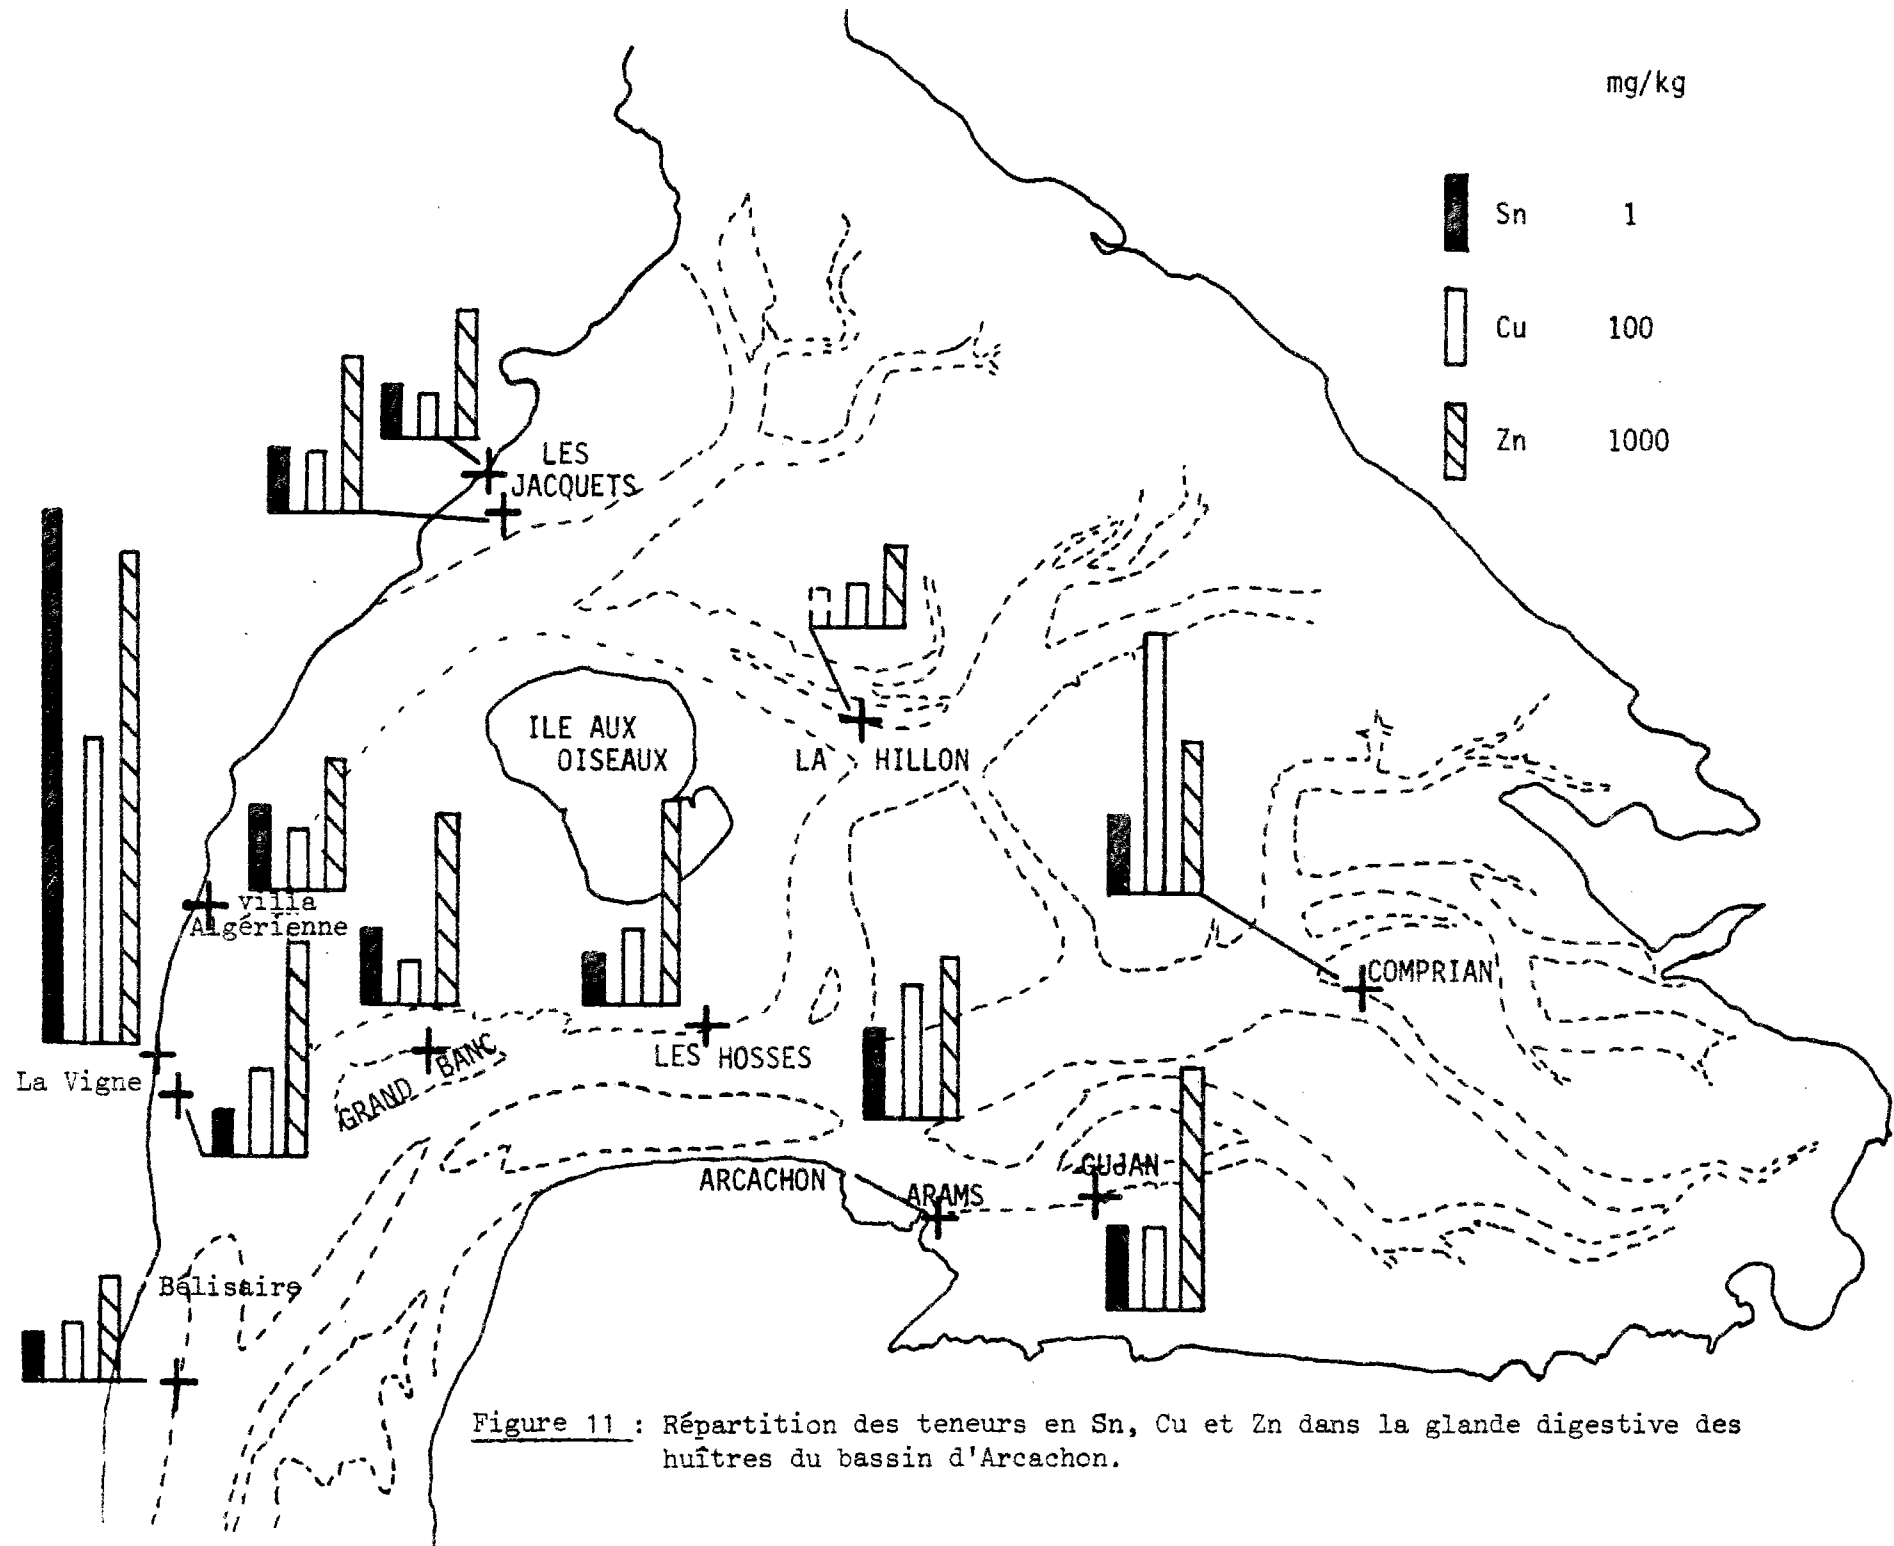 mg/kg
Sn 1
Cu 100
Zn 1000
LES
JACQUETS
ILE AUX
OISEAUX
LA HILLON
villa
Algérienne
COMPRIAN
La Vigne
GRAND BANC
LES HOSSES
ARCACHON
ARAMS
GUJAN
Bélisaire
Figure 11 : Répartition des teneurs en Sn, Cu et Zn dans la glande digestive des
huîtres du bassin d'Arcachon.